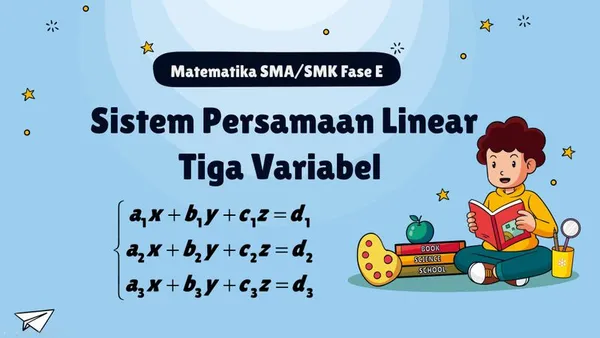 Matematika SMA/SMK Fase E
Sistem Persamaan Linear
Tiga Variabel
a₁x + b₁y + c₁z = d₁
a₂x + b₂y + c₂z = d₂
a₃x + b₃y + c₃z = d₃
BOOK
SCIENCE
SCHOOL